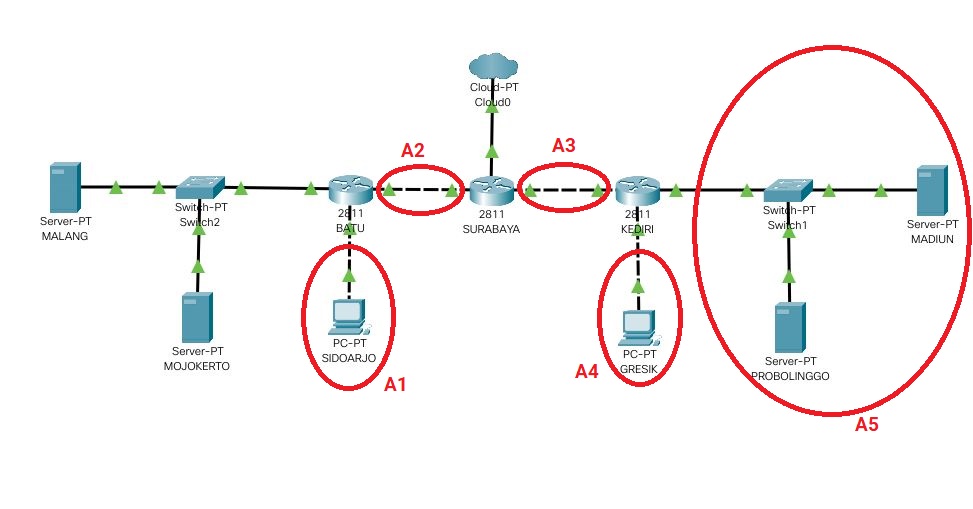 Cloud-PT
Cloud0
A2
A3
Server-PT
MALANG
Switch-PT
Switch2
2811
BATU
2811
SURABAYA
2811
KEDIRI
Switch-PT
Switch1
Server-PT
MADIUN
Server-PT
MOJOKERTO
PC-PT
SIDOARJO
A1
PC-PT
GRESIK
A4
Server-PT
PROBOLINGGO
A5